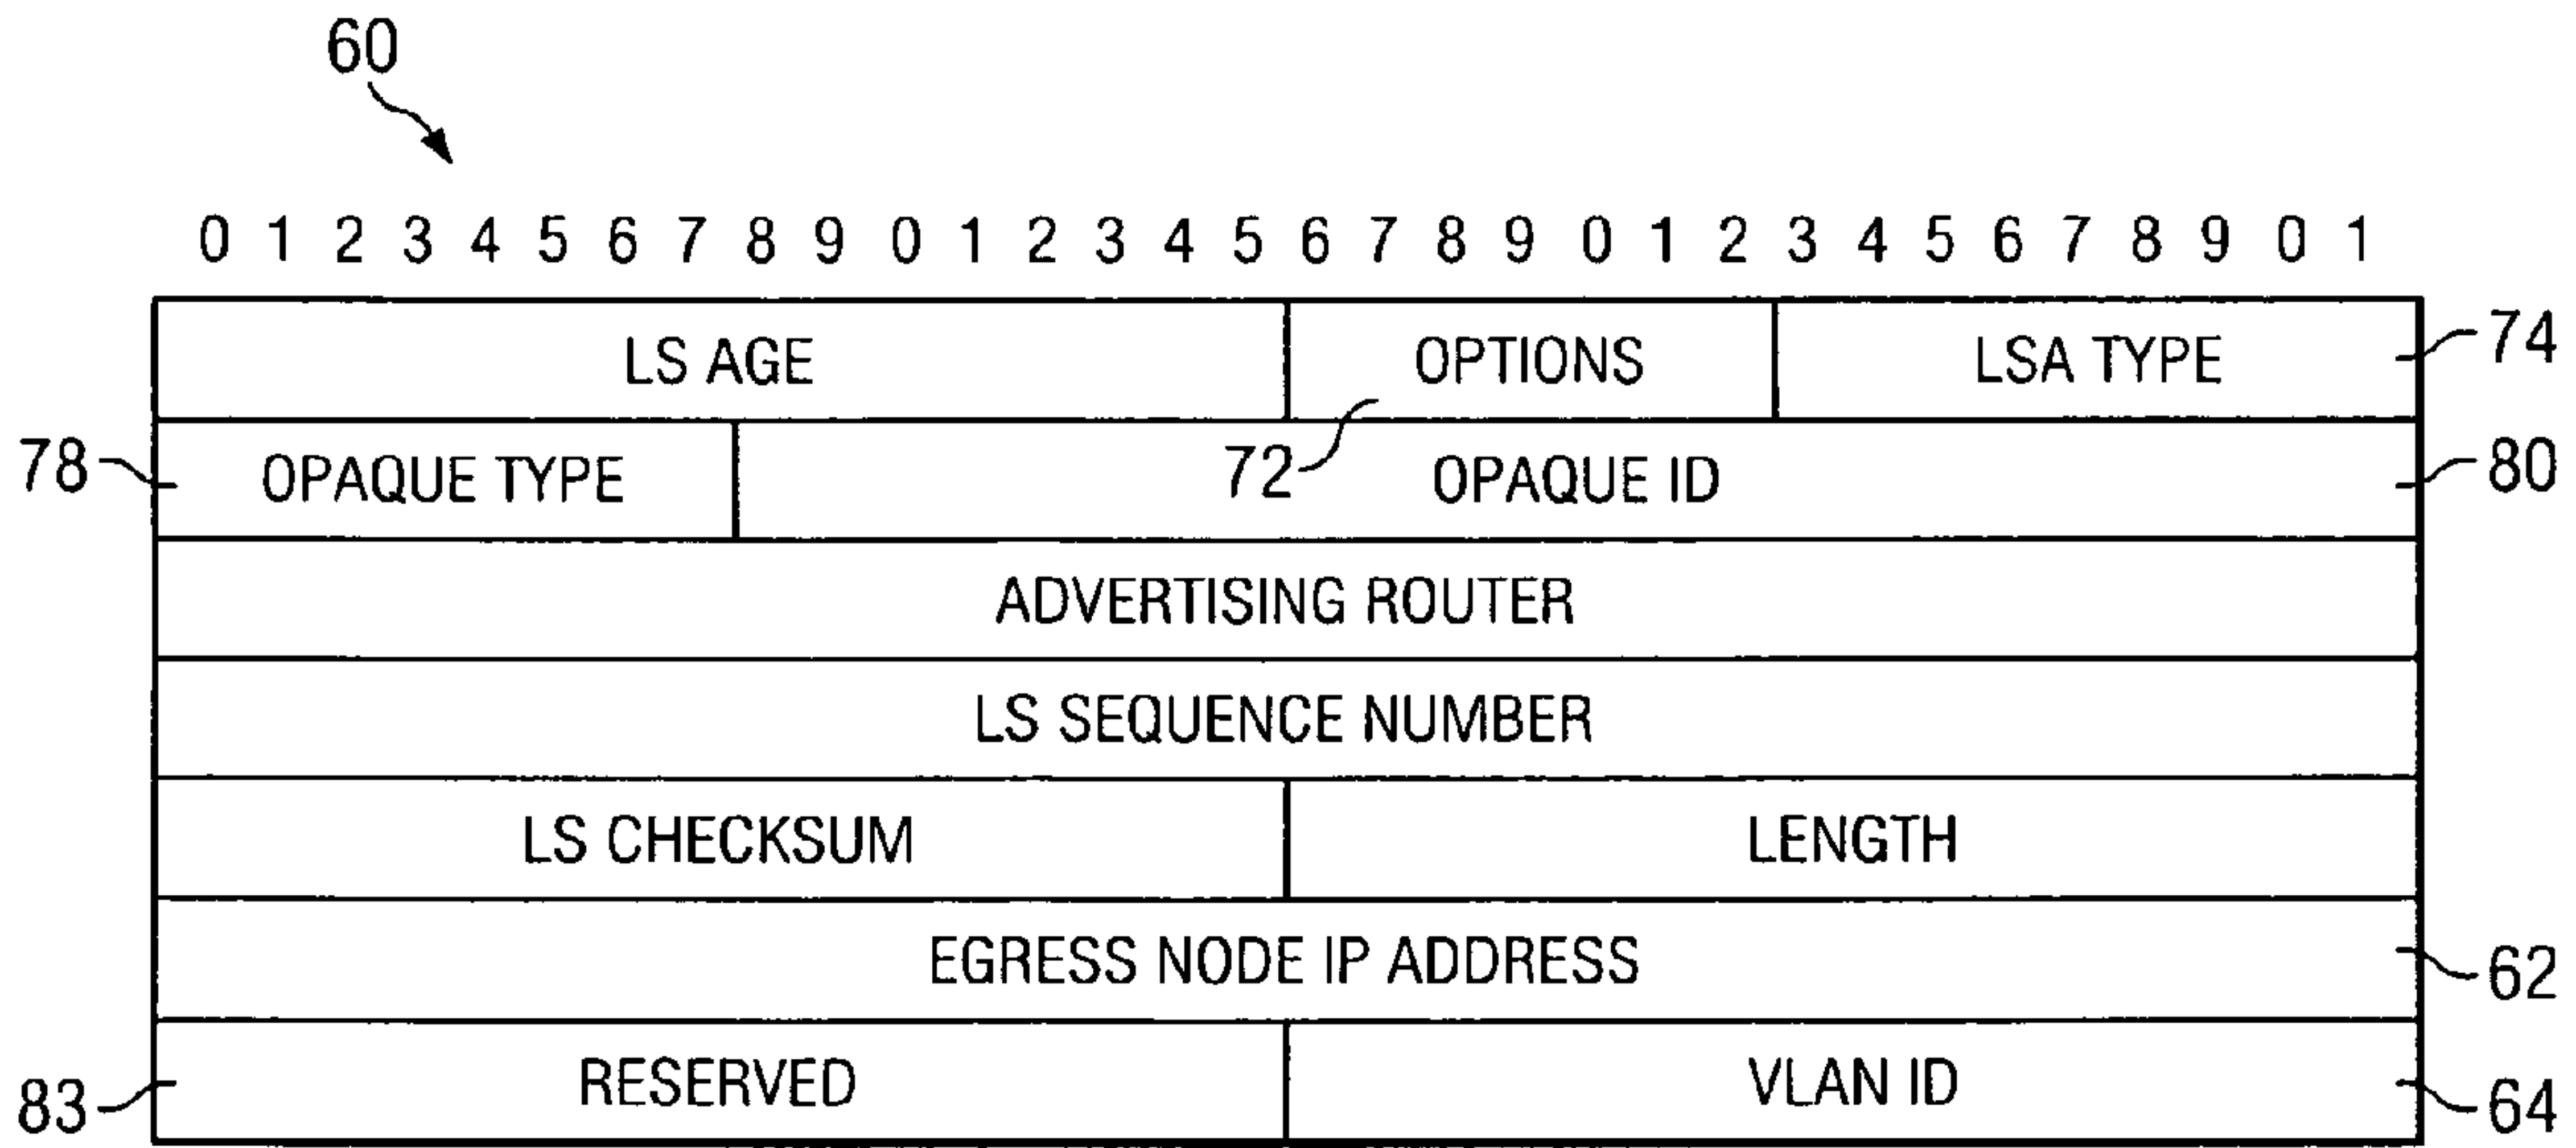 60
0 1 2 3 4 5 6 7 8 9 0 1 2 3 4 5 6 7 8 9 0 1 2 3 4 5 6 7 8 9 0 1
LS AGE OPTIONS LSA TYPE 74
78 OPAQUE TYPE 72 OPAQUE ID 80
ADVERTISING ROUTER
LS SEQUENCE NUMBER
LS CHECKSUM LENGTH
EGRESS NODE IP ADDRESS 62
83 RESERVED VLAN ID 64